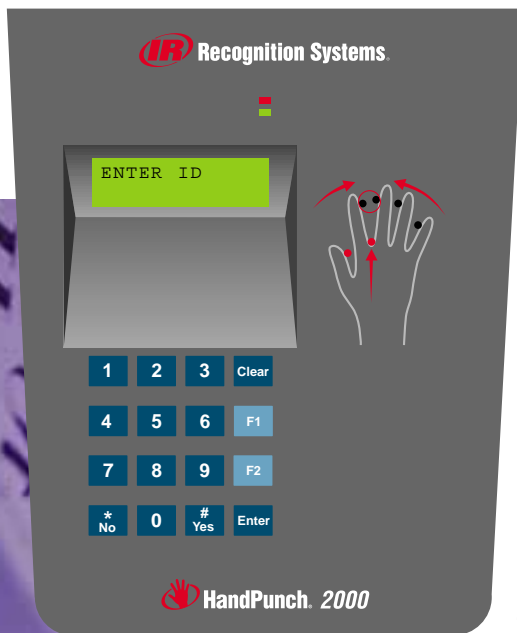 IR Recognition Systems.
ENTER ID
1 2 3 Clear
4 5 6 F1
7 8 9 F2
* No 0 # Yes Enter
HandPunch® 2000